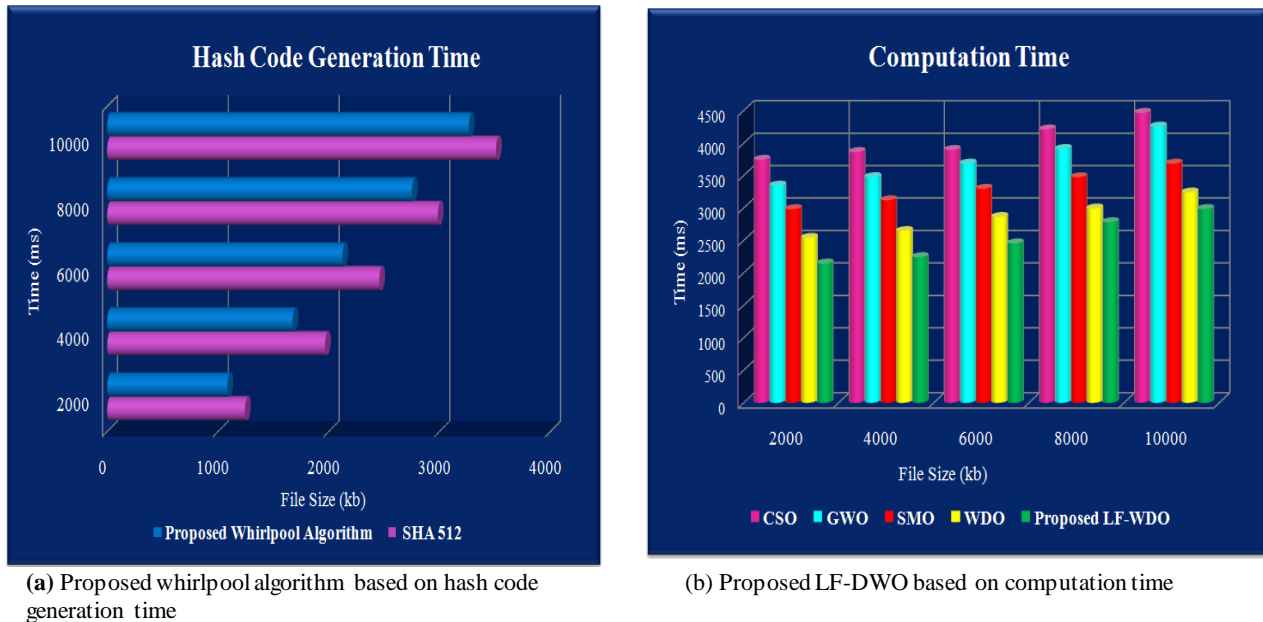 Hash Code Generation Time
Time (ms)
10000
8000
6000
4000
2000
0 1000 2000 3000 4000
File Size (kb)
Proposed Whirlpool Algorithm SHA 512
(a) Proposed whirlpool algorithm based on hash code
generation time
Computation Time
Time (ms)
4500
4000
3500
3000
2500
2000
1500
1000
500
0
2000 4000 6000 8000 10000
File Size (kb)
CSO GWO SMO WDO Proposed LF-WDO
(b) Proposed LF-DWO based on computation time